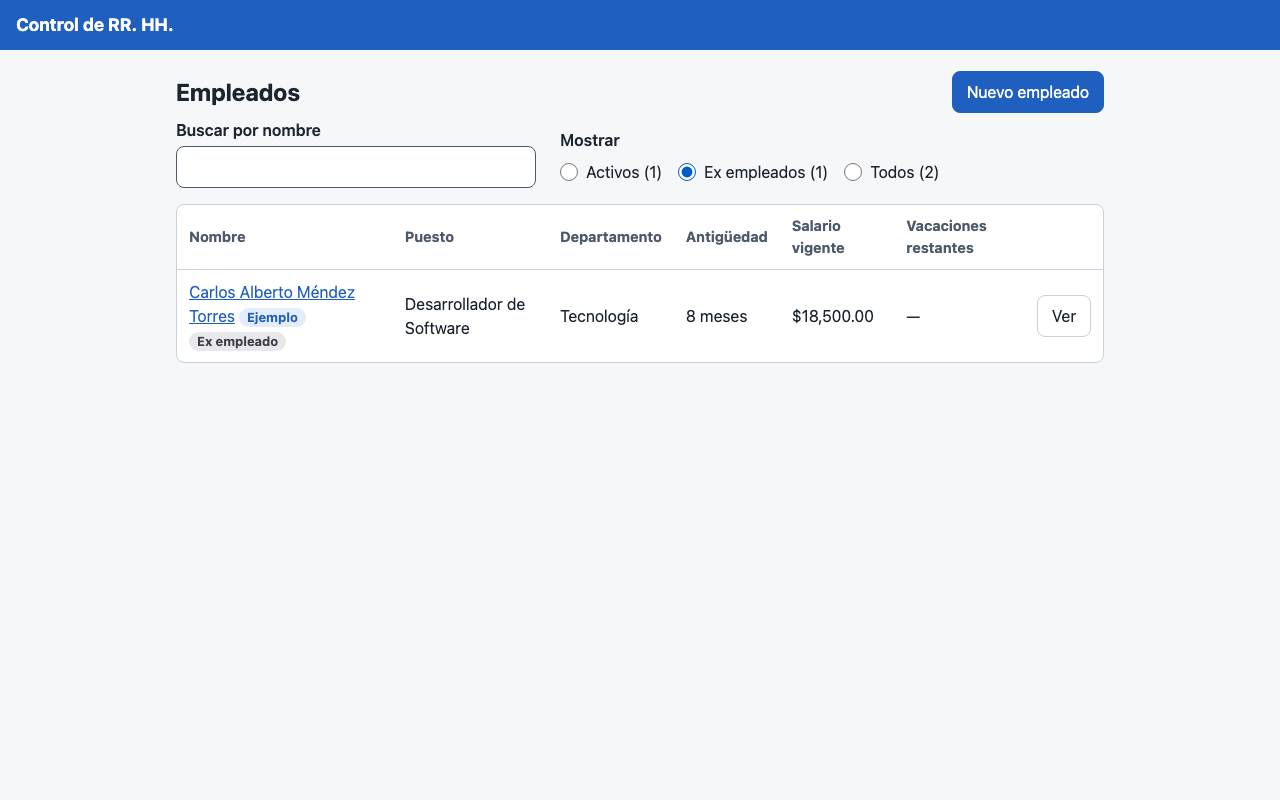 Control de RR. HH.
Empleados
Nuevo empleado
Buscar por nombre
Mostrar
Activos (1) Ex empleados (1) Todos (2)
Nombre Puesto Departamento Antigüedad Salario vigente Vacaciones restantes
Carlos Alberto Méndez
Torres Ejemplo
Ex empleado
Desarrollador de
Software
Tecnología
8 meses
$18,500.00
—
Ver